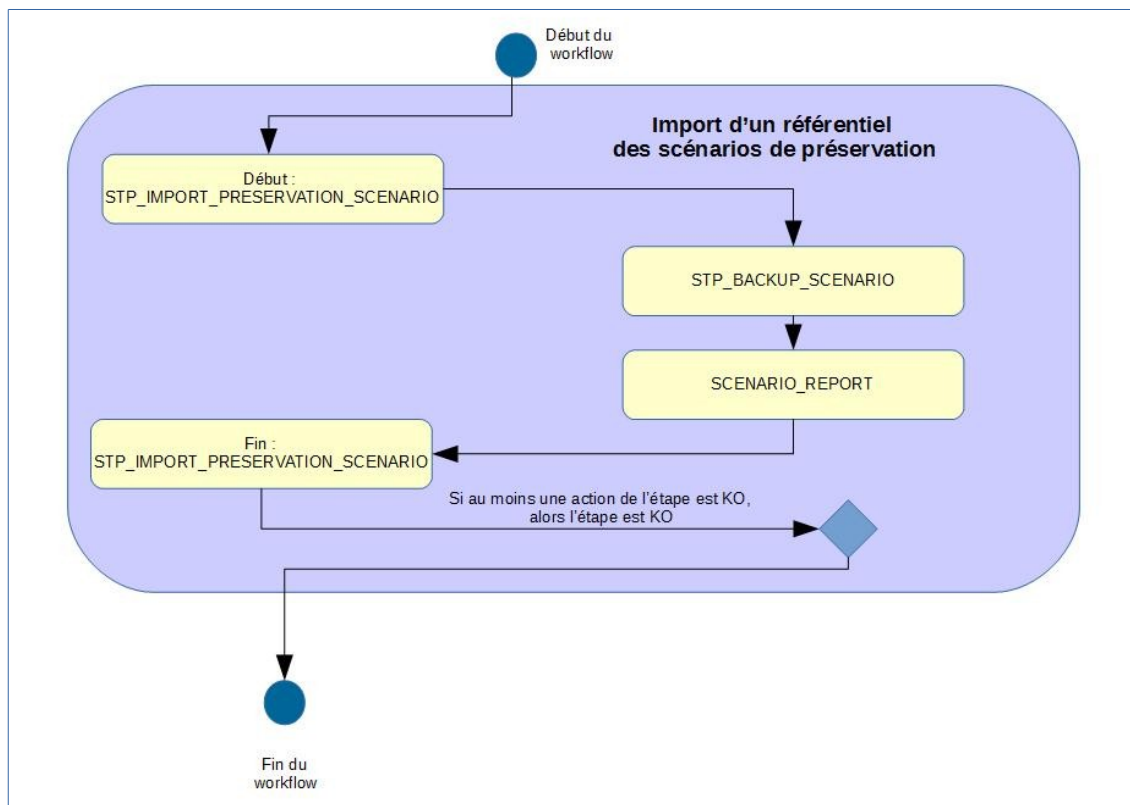 Début du
workflow
Import d’un référentiel
des scénarios de préservation
Début :
STP_IMPORT_PRESERVATION_SCENARIO
STP_BACKUP_SCENARIO
SCENARIO_REPORT
Fin :
STP_IMPORT_PRESERVATION_SCENARIO
Si au moins une action de l’étape est KO,
alors l’étape est KO
Fin du
workflow